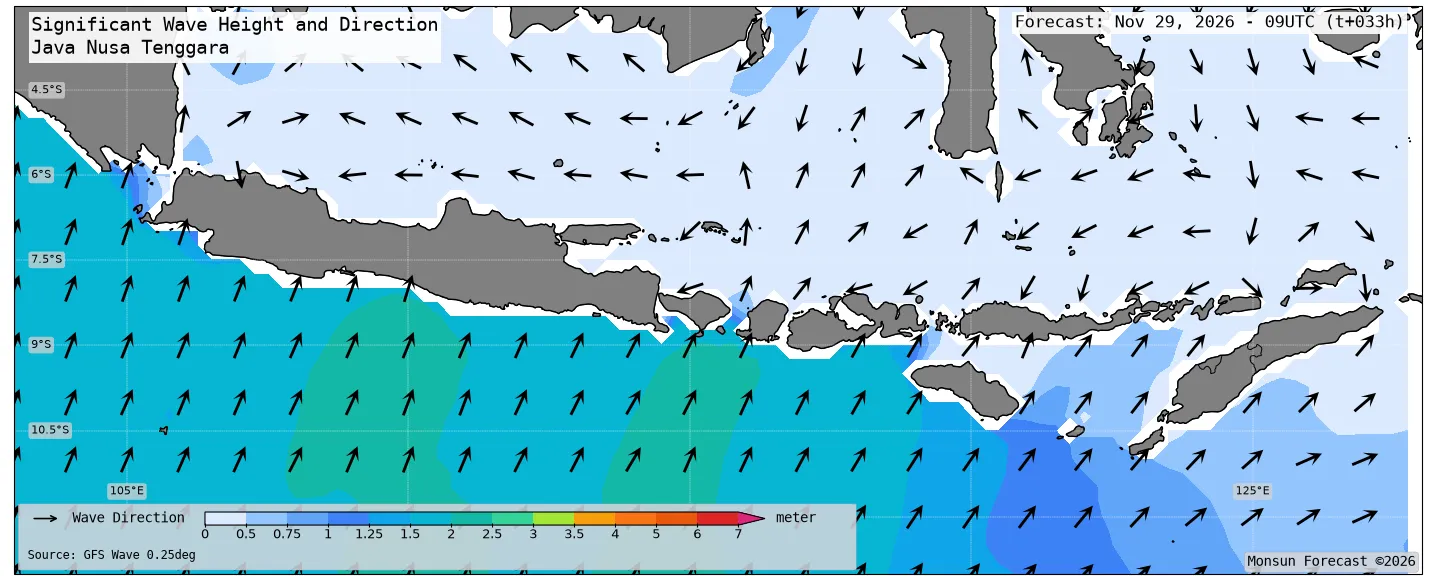 Significant Wave Height and Direction
Java Nusa Tenggara
Forecast: Nov 29, 2026 - 09UTC (t+033h)
4.5°S
6°S
7.5°S
9°S
10.5°S
105°E
125°E
Wave Direction
0 0.5 0.75 1 1.25 1.5 2 2.5 3 3.5 4 5 6 7
meter
Source: GFS Wave 0.25deg
Monsun Forecast ©2026